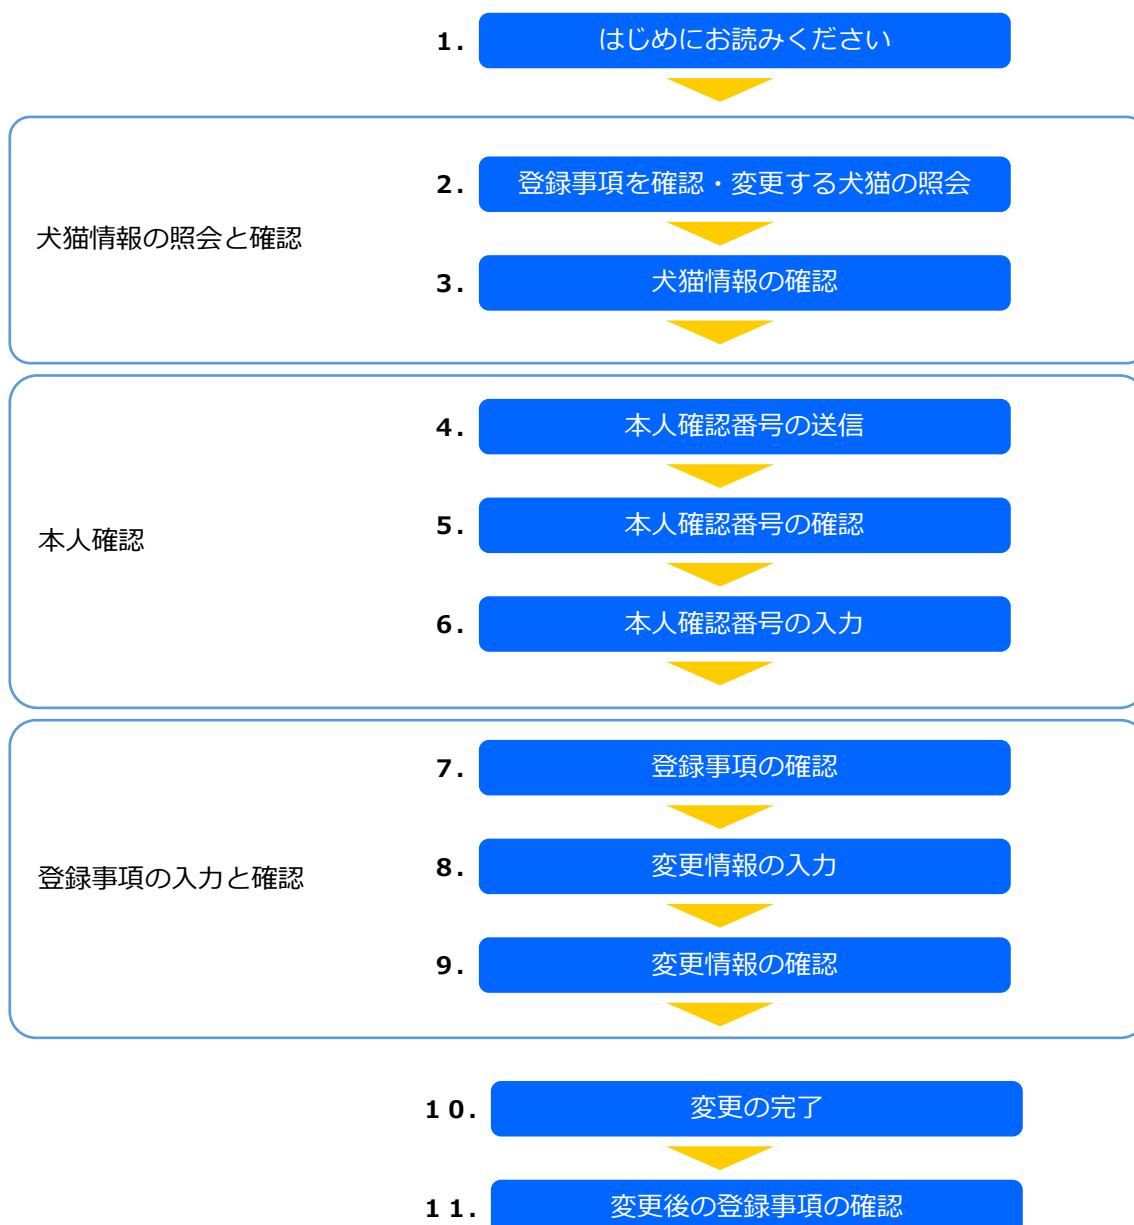 1. はじめにお読みください
犬猫情報の照会と確認
2. 登録事項を確認・変更する犬猫の照会
3. 犬猫情報の確認
本人確認
4. 本人確認番号の送信
5. 本人確認番号の確認
6. 本人確認番号の入力
登録事項の入力と確認
7. 登録事項の確認
8. 変更情報の入力
9. 変更情報の確認
１０. 変更の完了
１１. 変更後の登録事項の確認